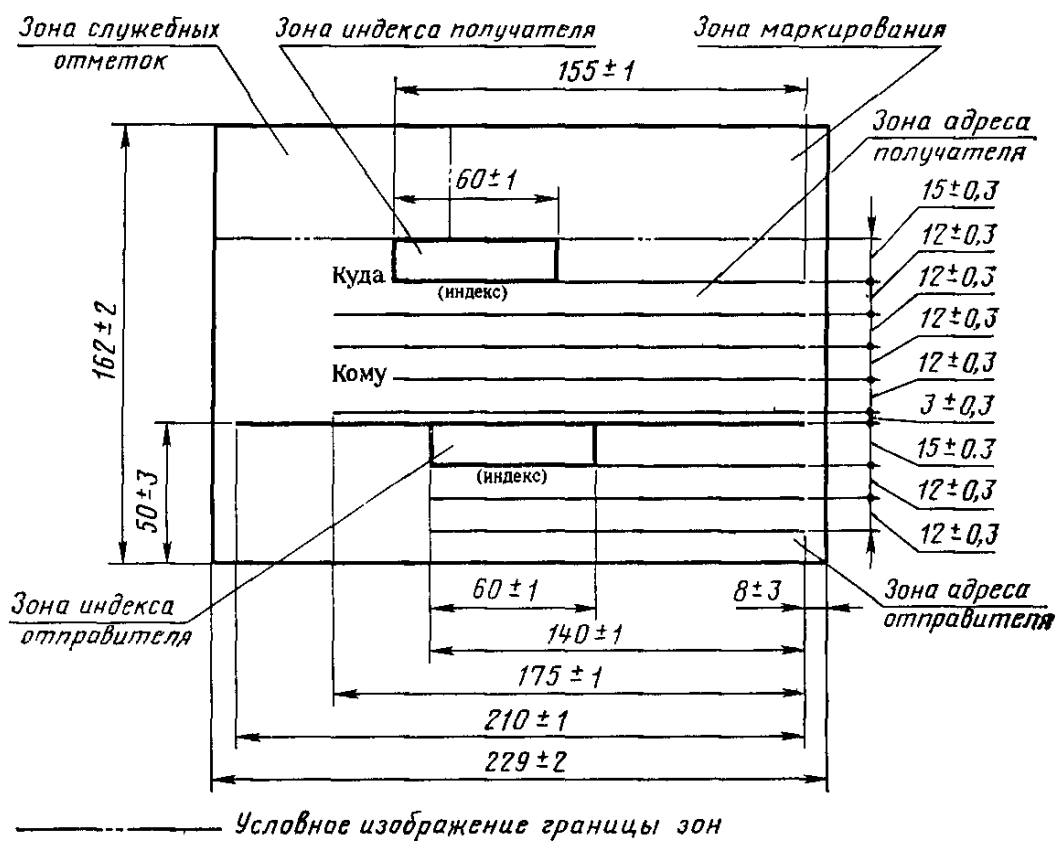 Зона служебных
отметок
Зона индекса получателя
Зона маркирования
155±1
Зона адреса
получателя
60±1
15±0,3
12±0,3
12±0,3
12±0,3
12±0,3
3±0,3
15±0.3
12±0,3
12±0,3
162±2
Куда
(индекс)
Кому
50±3
(индекс)
Зона индекса
отправителя
60±1
8±3
Зона адреса
отправителя
140±1
175±1
210±1
229±2
Условное изображение границы зон